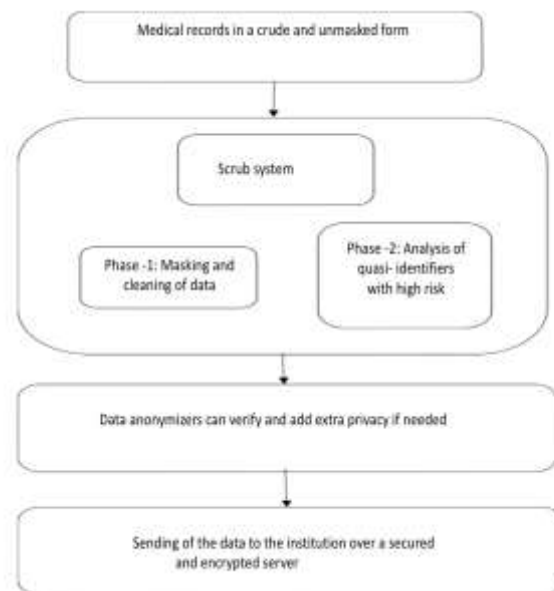 Medical records in a crude and unmasked form
Scrub system
Phase -1: Masking and
cleaning of data
Phase -2: Analysis of
quasi- identifiers
with high risk
Data anonymizers can verify and add extra privacy if needed
Sending of the data to the institution over a secured
and encrypted server